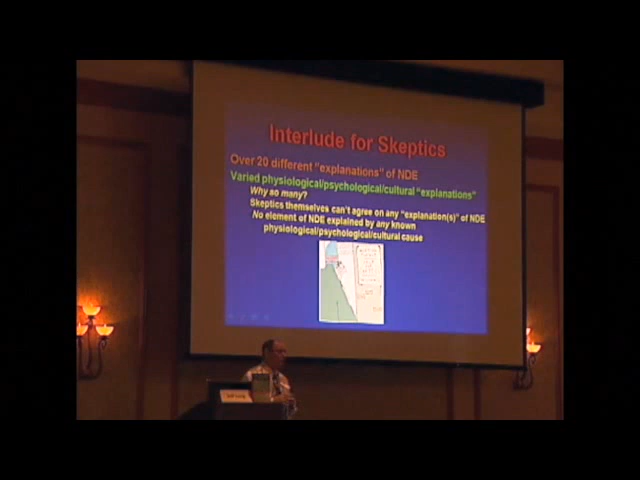 Interlude for Skeptics
Over 20 different "explanations" of NDE
Varied physiological/psychological/cultural "explanations"
Why so many?
Skeptics themselves can't agree on any "explanation(s)" of NDE
No element of NDE explained by any known
physiological/psychological/cultural cause